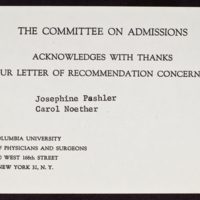 THE COMMITTEE ON ADMISSIONS
ACKNOWLEDGES WITH THANKS
UR LETTER OF RECOMMENDATION CONCERN
Josephine Pashler
Carol Noether
OLUMBIA UNIVERSITY
OF PHYSICIANS AND SURGEONS
WEST 168th STREET
NEW YORK 32, N. Y.